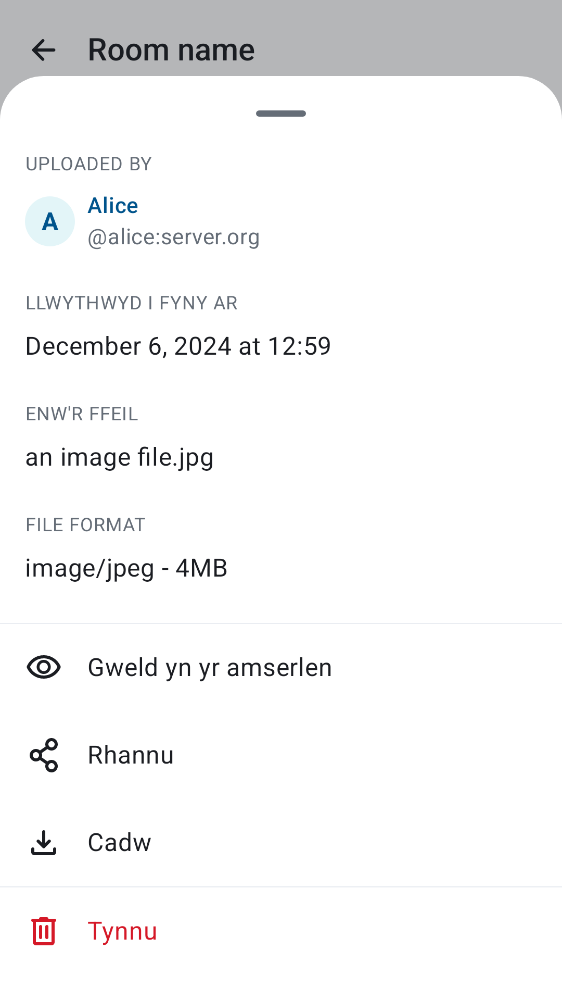 Room name
UPLOADED BY
A
Alice
@alice:server.org
LLWYTHWYD I FYNY AR
December 6, 2024 at 12:59
ENW'R FFEIL
an image file.jpg
FILE FORMAT
image/jpeg - 4MB
Gweld yn yr amserlen
Rhannu
Cadw
Tynnu